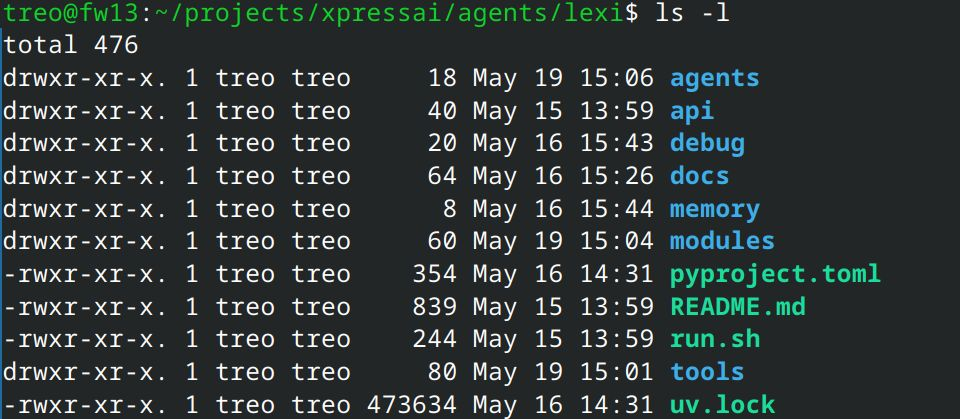 treo@fw13:~/projects/xpressai/agents/lexi$ ls -l
total 476
drwxr-xr-x. 1 treo treo     18 May 19 15:06 agents
drwxr-xr-x. 1 treo treo     40 May 15 13:59 api
drwxr-xr-x. 1 treo treo     20 May 16 15:43 debug
drwxr-xr-x. 1 treo treo     64 May 16 15:26 docs
drwxr-xr-x. 1 treo treo      8 May 16 15:44 memory
drwxr-xr-x. 1 treo treo     60 May 19 15:04 modules
-rwxr-xr-x. 1 treo treo    354 May 16 14:31 pyproject.toml
-rwxr-xr-x. 1 treo treo    839 May 15 13:59 README.md
-rwxr-xr-x. 1 treo treo    244 May 15 13:59 run.sh
drwxr-xr-x. 1 treo treo     80 May 19 15:01 tools
-rwxr-xr-x. 1 treo treo 473634 May 16 14:31 uv.lock